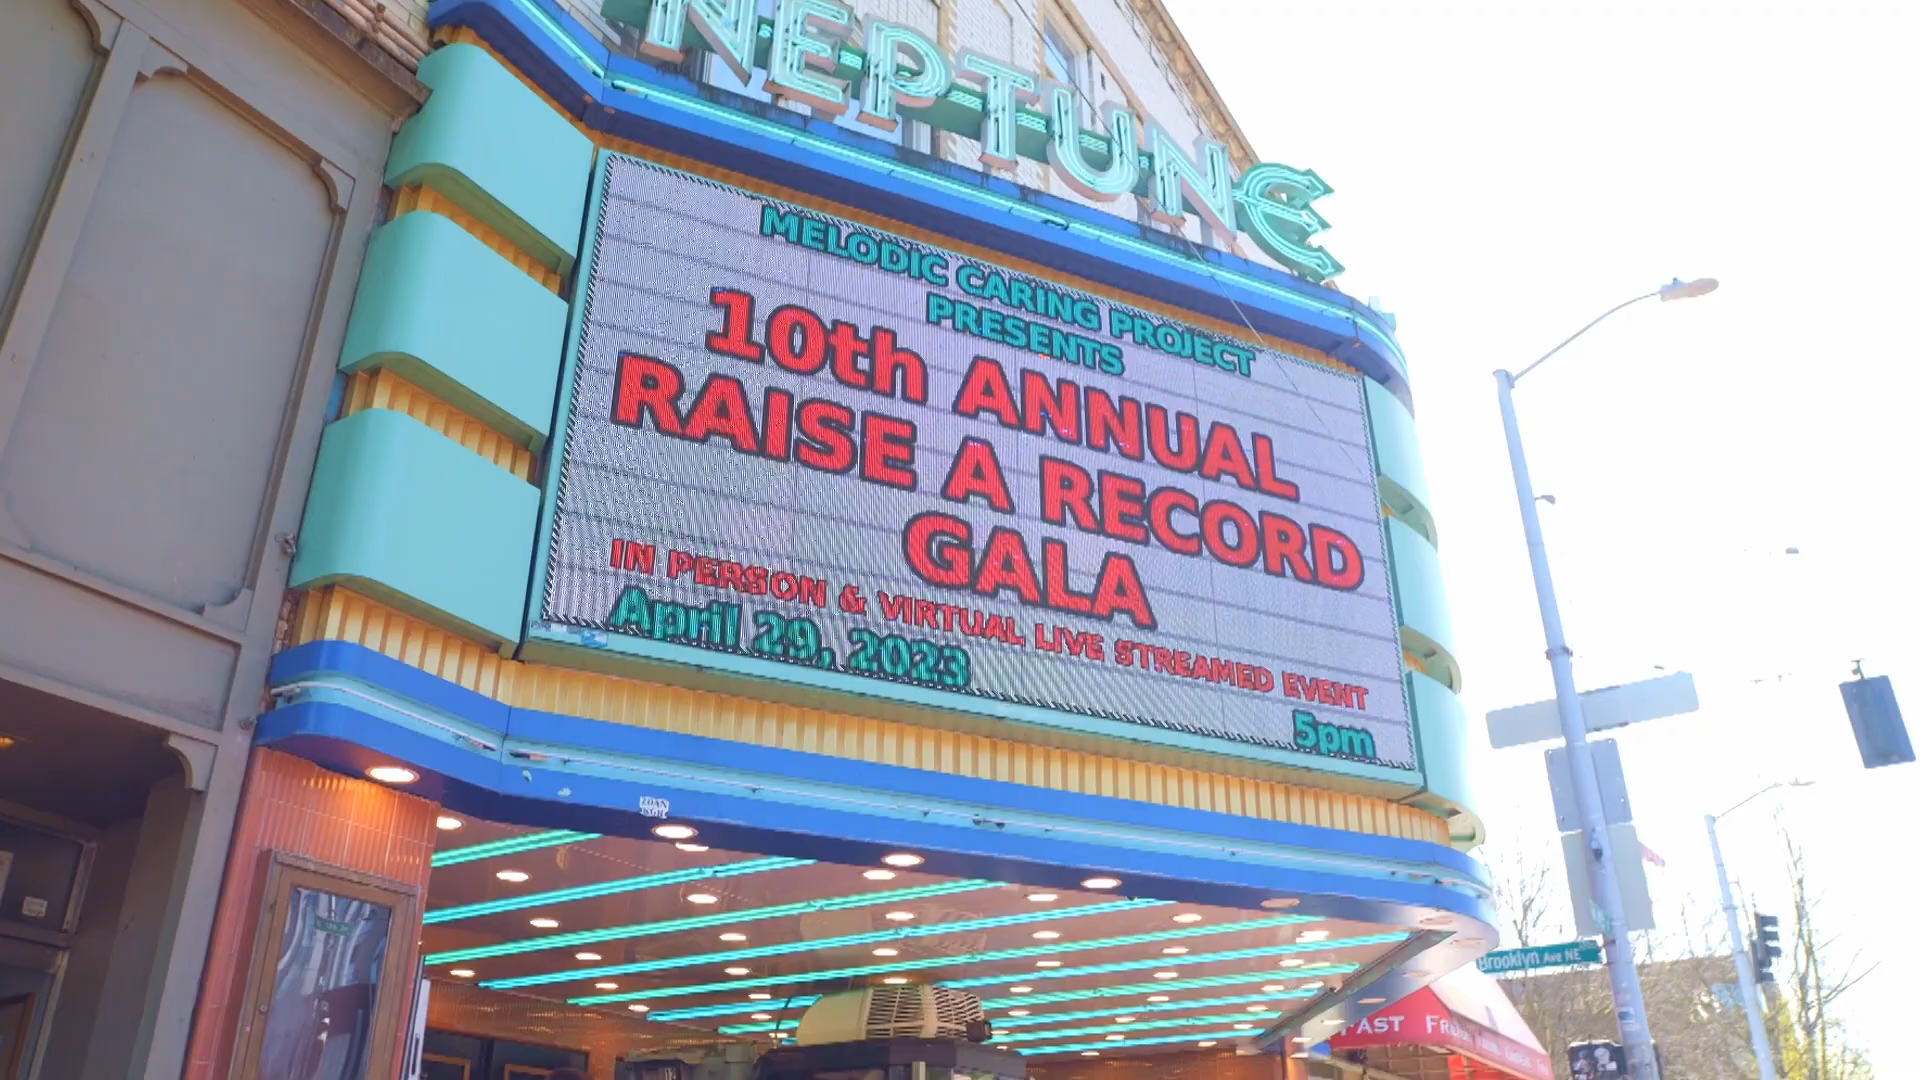 NEPTUNE
MELODIC CARING PROJECT
PRESENTS
10th ANNUAL
RAISE A RECORD
GALA
IN PERSON & VIRTUAL LIVE STREAMED EVENT
April 29, 2023
5pm
Brooklyn Ave NE